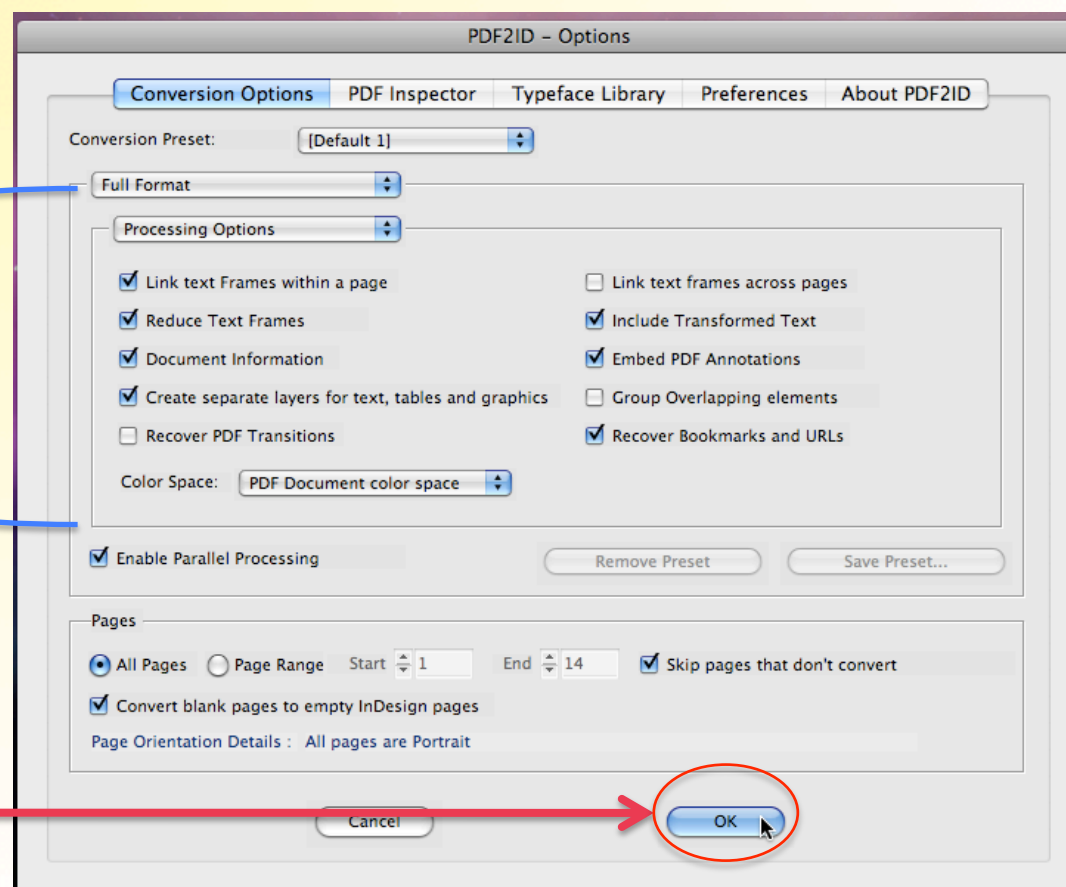 PDF2ID – Options
Conversion Options PDF Inspector Typeface Library Preferences About PDF2ID
Conversion Preset: [Default 1]
Full Format
Processing Options
Link text Frames within a page Link text frames across pages
Reduce Text Frames Include Transformed Text
Document Information Embed PDF Annotations
Create separate layers for text, tables and graphics Group Overlapping elements
Recover PDF Transitions Recover Bookmarks and URLs
Color Space: PDF Document color space
Enable Parallel Processing Remove Preset Save Preset...
Pages
All Pages Page Range Start 1 End 14 Skip pages that don't convert
Convert blank pages to empty InDesign pages
Page Orientation Details : All pages are Portrait
Cancel OK